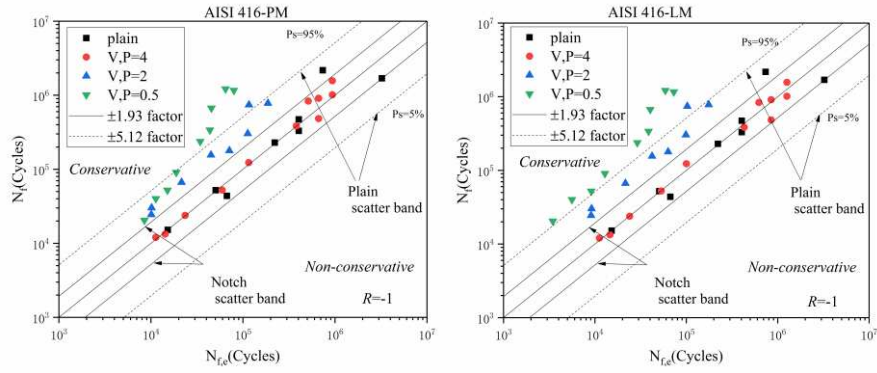 AISI 416-PM
10⁷
10⁶
10⁵
10⁴
10³
N_f(Cycles)
plain
V,P=4
V,P=2
V,P=0.5
±1.93 factor
±5.12 factor
Ps=95%
Ps=5%
Conservative
Plain
scatter band
Non-conservative
Notch
scatter band
R=-1
10³
10⁴
10⁵
10⁶
10⁷
N_f,e(Cycles)
AISI 416-LM
10⁷
10⁶
10⁵
10⁴
10³
N_f(Cycles)
plain
V,P=4
V,P=2
V,P=0.5
±1.93 factor
±5.12 factor
Ps=95%
Ps=5%
Conservative
Plain
scatter band
Non-conservative
Notch
scatter band
R=-1
10³
10⁴
10⁵
10⁶
10⁷
N_f,e(Cycles)